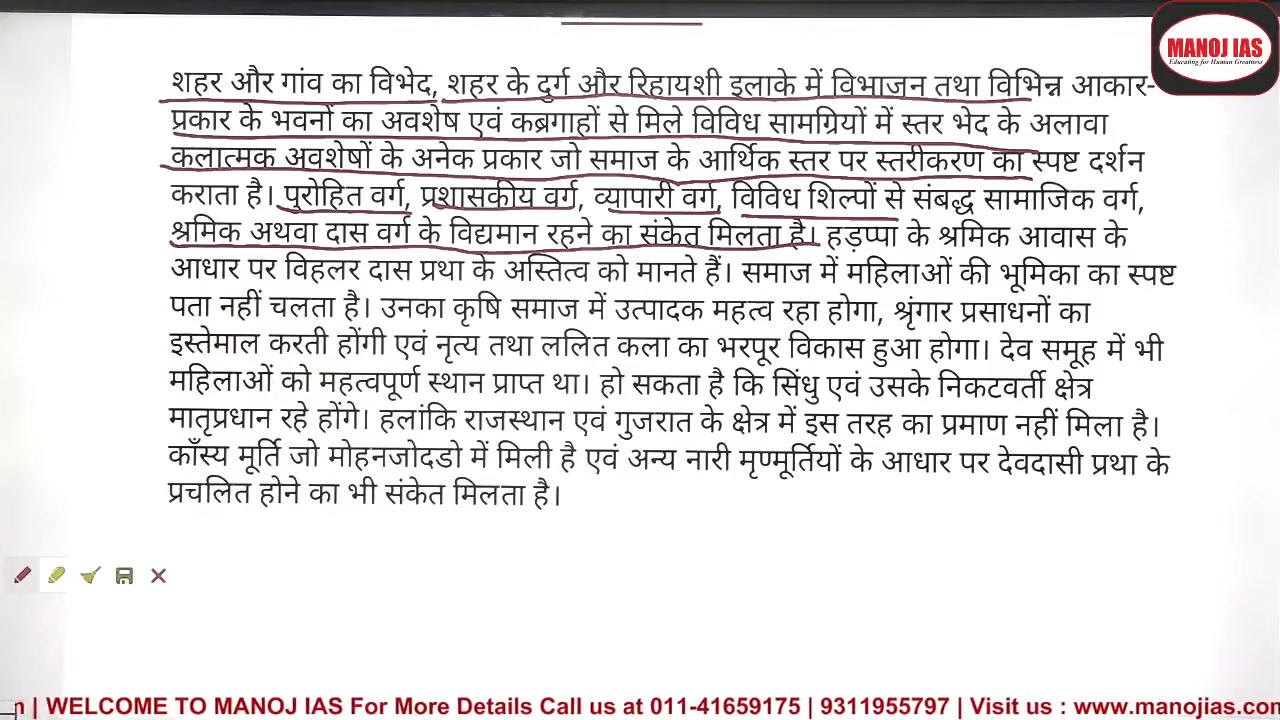 MANOJ IAS
Educating for Human Greatness
शहर और गांव का विभेद, शहर के दुर्ग और रिहायशी इलाके में विभाजन तथा विभिन्न आकार-
प्रकार के भवनों का अवशेष एवं कब्रगाहों से मिले विविध सामग्रियों में स्तर भेद के अलावा
कलात्मक अवशेषों के अनेक प्रकार जो समाज के आर्थिक स्तर पर स्तरीकरण का स्पष्ट दर्शन
कराता है। पुरोहित वर्ग, प्रशासकीय वर्ग, व्यापारी वर्ग, विविध शिल्पों से संबद्ध सामाजिक वर्ग,
श्रमिक अथवा दास वर्ग के विद्यमान रहने का संकेत मिलता है। हड़प्पा के श्रमिक आवास के
आधार पर विहलर दास प्रथा के अस्तित्व को मानते हैं। समाज में महिलाओं की भूमिका का स्पष्ट
पता नहीं चलता है। उनका कृषि समाज में उत्पादक महत्व रहा होगा, श्रृंगार प्रसाधनों का
इस्तेमाल करती होंगी एवं नृत्य तथा ललित कला का भरपूर विकास हुआ होगा। देव समूह में भी
महिलाओं को महत्वपूर्ण स्थान प्राप्त था। हो सकता है कि सिंधु एवं उसके निकटवर्ती क्षेत्र
मातृप्रधान रहे होंगे। हलांकि राजस्थान एवं गुजरात के क्षेत्र में इस तरह का प्रमाण नहीं मिला है।
काँस्य मूर्ति जो मोहनजोदडो में मिली है एवं अन्य नारी मृण्मूर्तियों के आधार पर देवदासी प्रथा के
प्रचलित होने का भी संकेत मिलता है।
n | WELCOME TO MANOJ IAS For More Details Call us at 011-41659175 | 9311955797 | Visit us : www.manojias.con